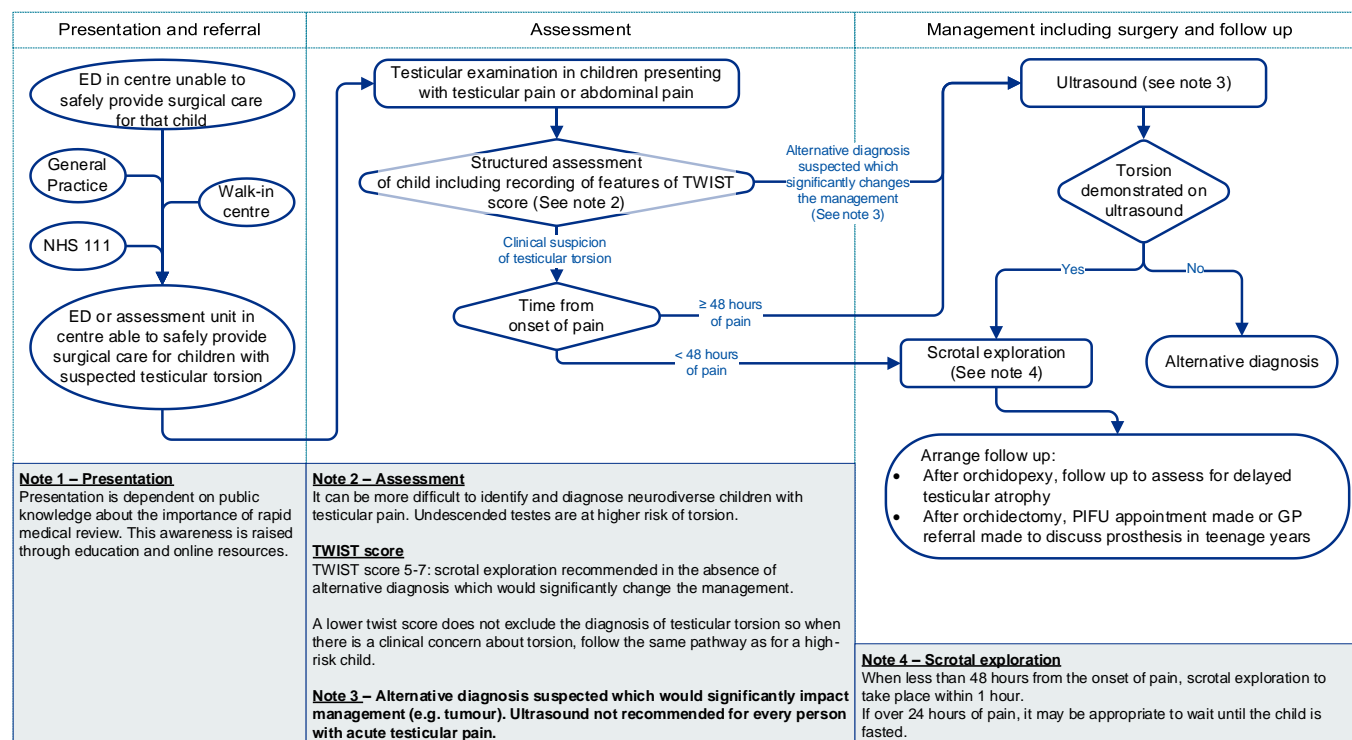 Presentation and referral
ED in centre unable to
safely provide surgical care
for that child
General
Practice
Walk-in
centre
NHS 111
ED or assessment unit in
centre able to safely provide
surgical care for children with
suspected testicular torsion
Note 1 – Presentation
Presentation is dependent on public
knowledge about the importance of rapid
medical review. This awareness is raised
through education and online resources.
Assessment
Testicular examination in children presenting
with testicular pain or abdominal pain
Structured assessment
of child including recording of features of TWIST
score (See note 2)
Alternative diagnosis
suspected which
significantly changes
the management
(See note 3)
Clinical suspicion
of testicular torsion
Time from
onset of pain
≥ 48 hours
of pain
< 48 hours
of pain
Note 2 – Assessment
It can be more difficult to identify and diagnose neurodiverse children with
testicular pain. Undescended testes are at higher risk of torsion.
TWIST score
TWIST score 5-7: scrotal exploration recommended in the absence of
alternative diagnosis which would significantly change the management.
A lower twist score does not exclude the diagnosis of testicular torsion so when
there is a clinical concern about torsion, follow the same pathway as for a high-
risk child.
Note 3 – Alternative diagnosis suspected which would significantly impact
management (e.g. tumour). Ultrasound not recommended for every person
with acute testicular pain.
Management including surgery and follow up
Ultrasound (see note 3)
Torsion
demonstrated on
ultrasound
Yes
No
Scrotal exploration
(See note 4)
Alternative diagnosis
Arrange follow up:
• After orchidopexy, follow up to assess for delayed
testicular atrophy
• After orchidectomy, PIFU appointment made or GP
referral made to discuss prosthesis in teenage years
Note 4 – Scrotal exploration
When less than 48 hours from the onset of pain, scrotal exploration to
take place within 1 hour.
If over 24 hours of pain, it may be appropriate to wait until the child is
fasted.